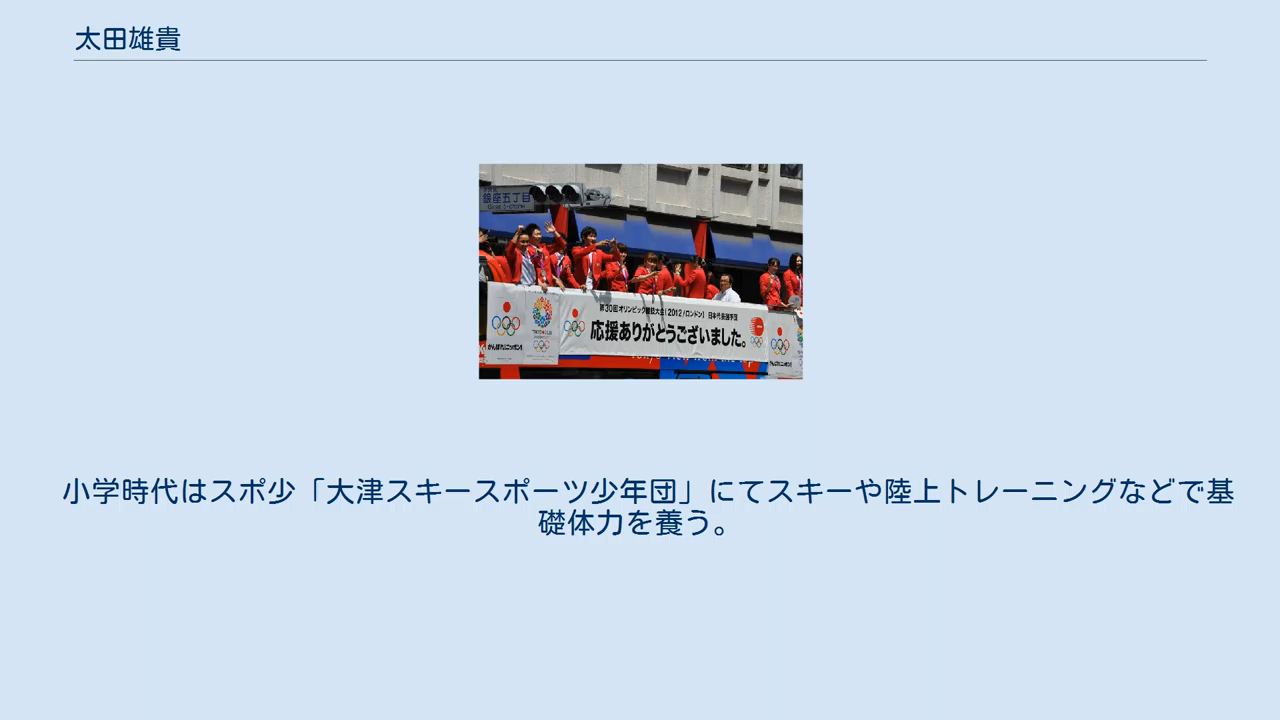 太田雄貴
銀座五丁目
第30回オリンピック競技大会(2012/ロンドン) 日本代表選手団
応援ありがとうございました。
がんばれ!ニッポン!
小学時代はスポ少「大津スキースポーツ少年団」にてスキーや陸上トレーニングなどで基
礎体力を養う。